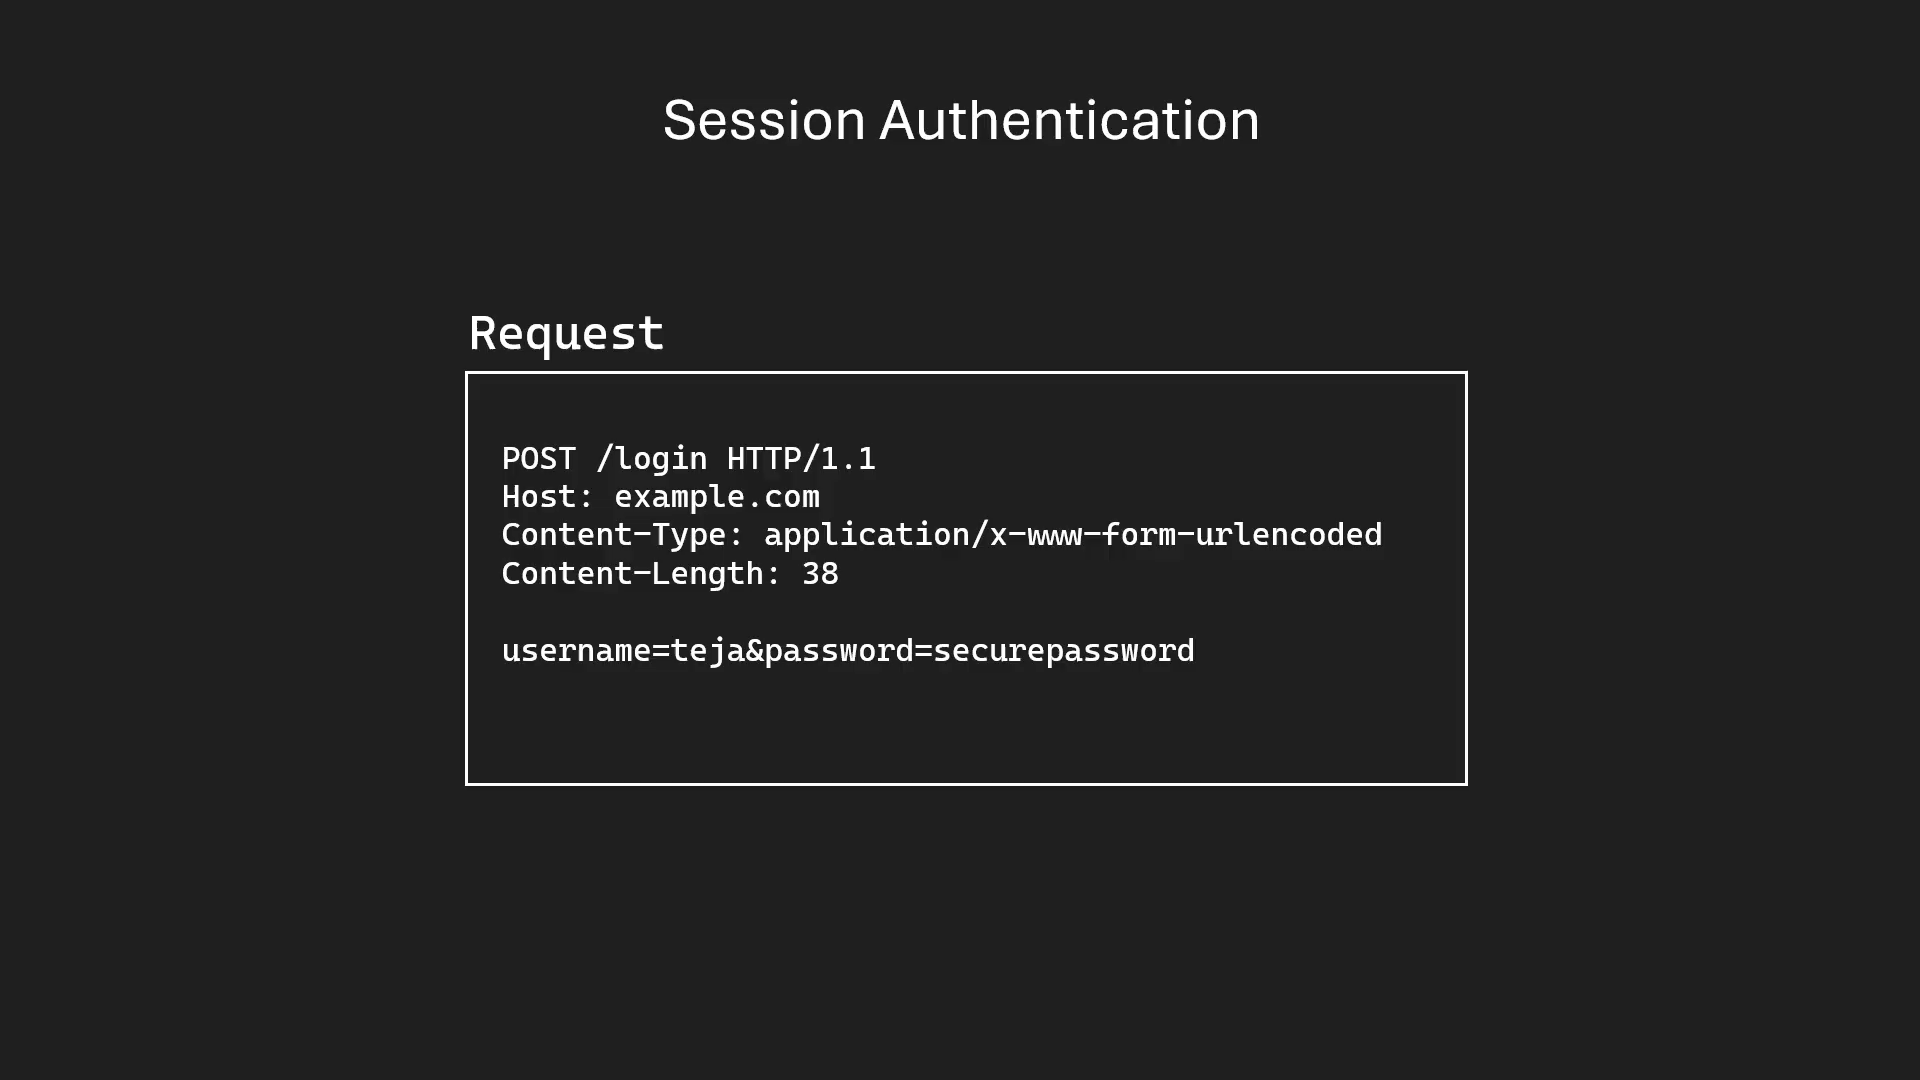 Session Authentication
Request
POST /login HTTP/1.1
Host: example.com
Content-Type: application/x-www-form-urlencoded
Content-Length: 38
username=teja&password=securepassword